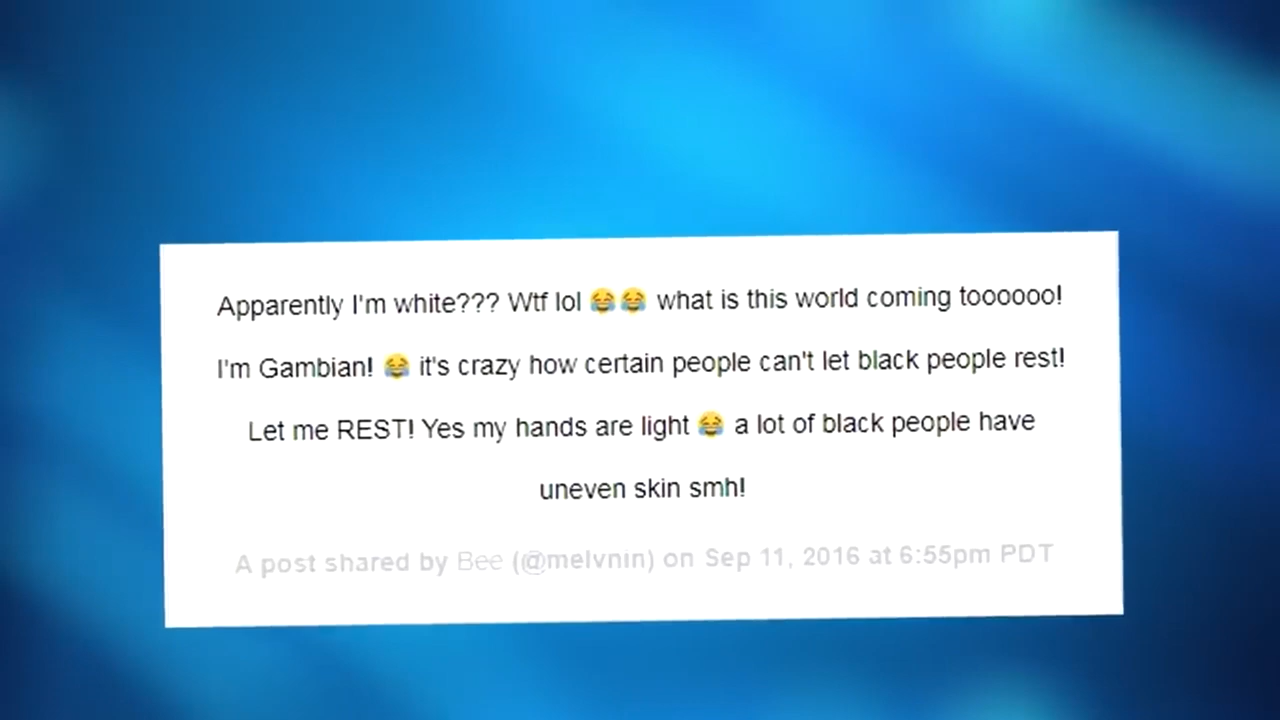 Apparently I'm white??? Wtf lol 😂😂 what is this world coming toooooo!
I'm Gambian! 😂 it's crazy how certain people can't let black people rest!
Let me REST! Yes my hands are light 😂 a lot of black people have
uneven skin smh!
A post shared by Bee (@melvnin) on Sep 11, 2016 at 6:55pm PDT